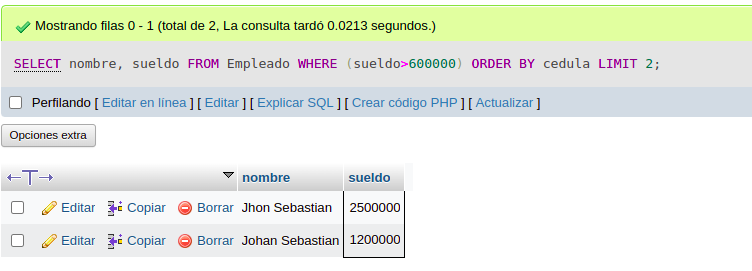 Mostrando filas 0 - 1 (total de 2, La consulta tardó 0.0213 segundos.)
SELECT nombre, sueldo FROM Empleado WHERE (sueldo>600000) ORDER BY cedula LIMIT 2;
Perfilando [ Editar en línea ] [ Editar ] [ Explicar SQL ] [ Crear código PHP ] [ Actualizar ]
Opciones extra
←T→ nombre sueldo
Editar Copiar Borrar Jhon Sebastian 2500000
Editar Copiar Borrar Johan Sebastian 1200000